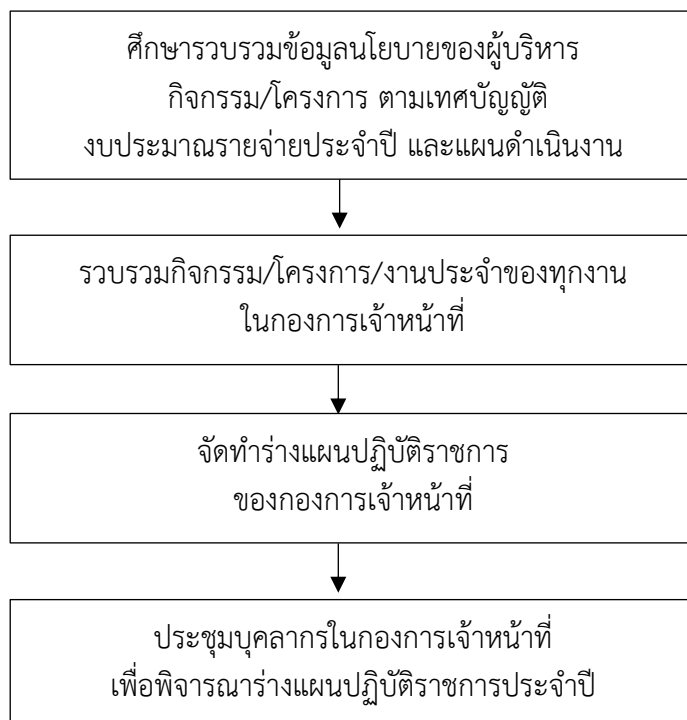 ศึกษารวบรวมข้อมูลนโยบายของผู้บริหาร
กิจกรรม/โครงการ ตามเทศบัญญัติ
งบประมาณรายจ่ายประจำปี และแผนดำเนินงาน
รวบรวมกิจกรรม/โครงการ/งานประจำของทุกงาน
ในกองการเจ้าหน้าที่
จัดทำร่างแผนปฏิบัติราชการ
ของกองการเจ้าหน้าที่
ประชุมบุคลากรในกองการเจ้าหน้าที่
เพื่อพิจารณาร่างแผนปฏิบัติราชการประจำปี